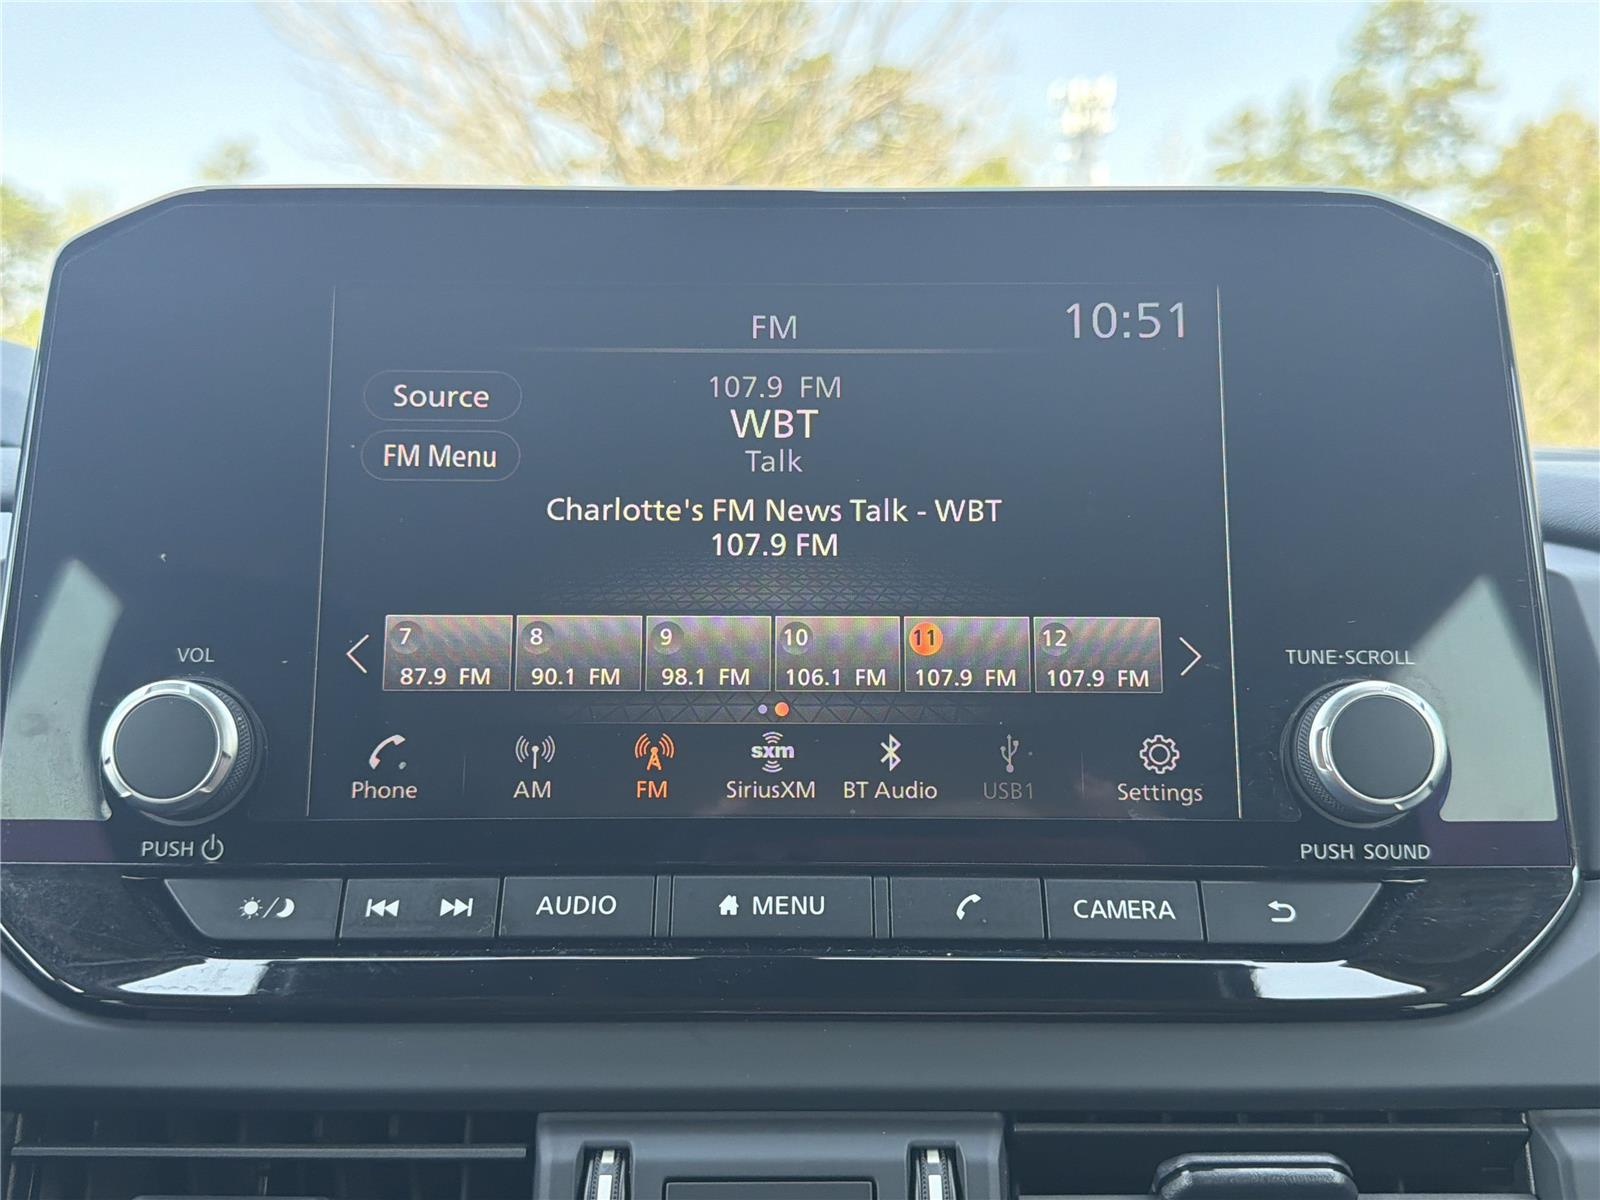 FM
10:51
Source
107.9 FM
WBT
FM Menu
Talk
Charlotte's FM News Talk - WBT
107.9 FM
7 8 9 10 11 12
87.9 FM 90.1 FM 98.1 FM 106.1 FM 107.9 FM 107.9 FM
VOL
TUNE·SCROLL
sxm
Phone AM FM SiriusXM BT Audio USB1 Settings
PUSH
PUSH SOUND
AUDIO MENU CAMERA